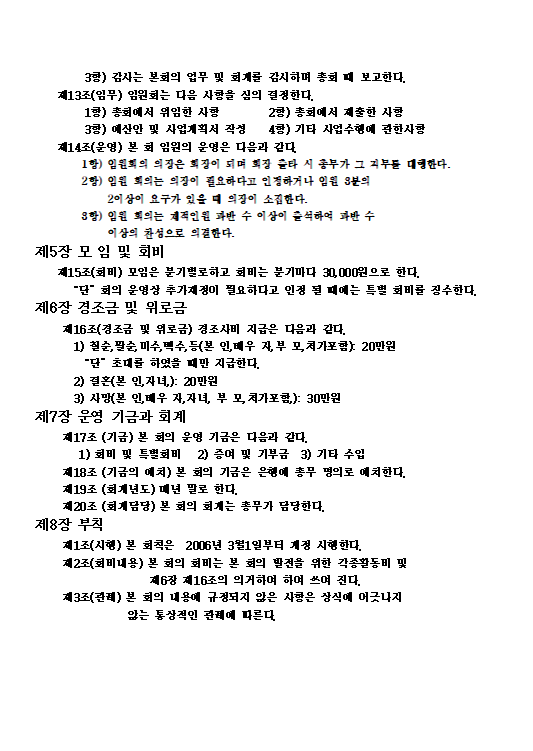 3항) 감사는 본회의 업무 및 회계를 감시하며 총회 때 보고한다.
제13조(임무) 임원회는 다음 사항을 심의 결정한다.
1항) 총회에서 위임한 사항 2항) 총회에서 제출한 사항
3항) 예산안 및 사업계획서 작성 4항) 기타 사업수행에 관한사항
제14조(운영) 본 회 임원의 운영은 다음과 같다.
1항) 임원회의 의장은 회장이 되며 회장 출타 시 총무가 그 직무를 대행한다.
2항) 임원 회의는 의장이 필요하다고 인정하거나 임원 3분의
2이상이 요구가 있을 때 의장이 소집한다.
3항) 임원 회의는 재적인원 과반 수 이상이 출석하여 과반 수
이상의 찬성으로 의결한다.
제5장 모 임 및 회비
제15조(회비) 모임은 분기별로하고 회비는 분기마다 30,000원으로 한다.
"단" 회의 운영상 추가재정이 필요하다고 인정 될 때에는 특별 회비를 징수한다.
제6장 경조금 및 위로금
제16조(경조금 및 위로금) 경조사비 지급은 다음과 같다.
1) 칠순,팔순,미수,백수,등(본 인,배우 자,부 모,처가포함): 20만원
"단" 초대를 하였을 때만 지급한다.
2) 결혼(본 인,자녀,): 20만원
3) 사망(본 인,배우 자,자녀, 부 모,처가포함,): 30만원
제7장 운영 기금과 회계
제17조 (기금) 본 회의 운영 기금은 다음과 같다.
1) 회비 및 특별회비 2) 증여 및 기부금 3) 기타 수입
제18조 (기금의 예치) 본 회의 기금은 은행에 총무 명의로 예치한다.
제19조 (회계년도) 매년 말로 한다.
제20조 (회계담당) 본 회의 회계는 총무가 담당한다.
제8장 부칙
제1조(시행) 본 회칙은 2006년 3월1일부터 개정 시행한다.
제2조(회비내용) 본 회의 회비는 본 회의 발전을 위한 각종활동비 및
제6장 제16조의 의거하여 하여 쓰여 진다.
제3조(관례) 본 회의 내용에 규정되지 않은 사항은 상식에 어긋나지
않는 통상적인 관례에 따른다.